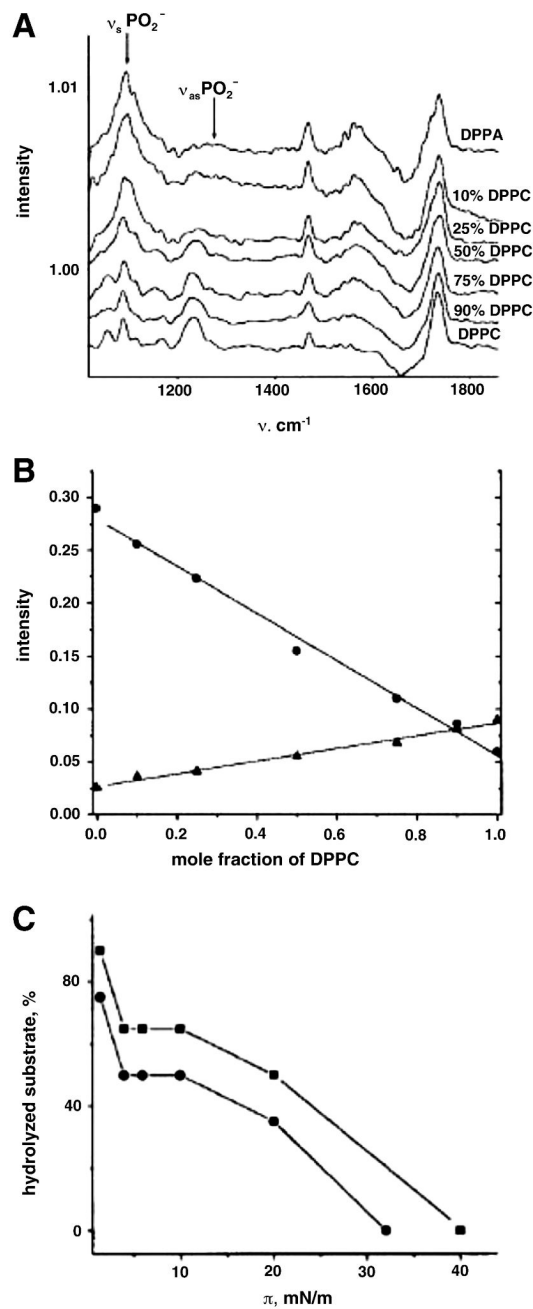 A
νs PO2−
νas PO2−
1.01
1.00
intensity
DPPA
10% DPPC
25% DPPC
50% DPPC
75% DPPC
90% DPPC
DPPC
1200 1400 1600 1800
ν. cm-1
B
0.30
0.25
0.20
0.15
0.10
0.05
0.00
intensity
0.0 0.2 0.4 0.6 0.8 1.0
mole fraction of DPPC
C
80
40
0
hydrolyzed substrate, %
10 20 30 40
π, mN/m